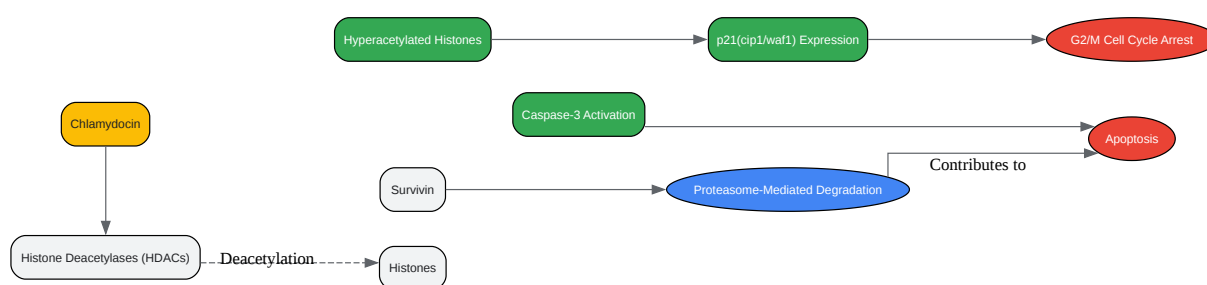 Hyperacetylated Histones
p21(cip1/waf1) Expression
G2/M Cell Cycle Arrest
Chlamydocin
Caspase-3 Activation
Apoptosis
Contributes to
Survivin
Proteasome-Mediated Degradation
Histone Deacetylases (HDACs)
Deacetylation
Histones